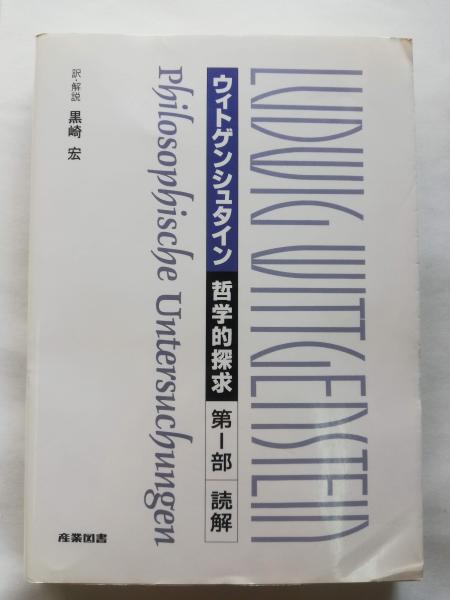 LUDWIG WITTGENSTEIN
ウィトゲンシュタイン 哲学的探求 第I部 読解
Philosophische Untersuchungen
訳・解説 黒崎 宏
産業図書